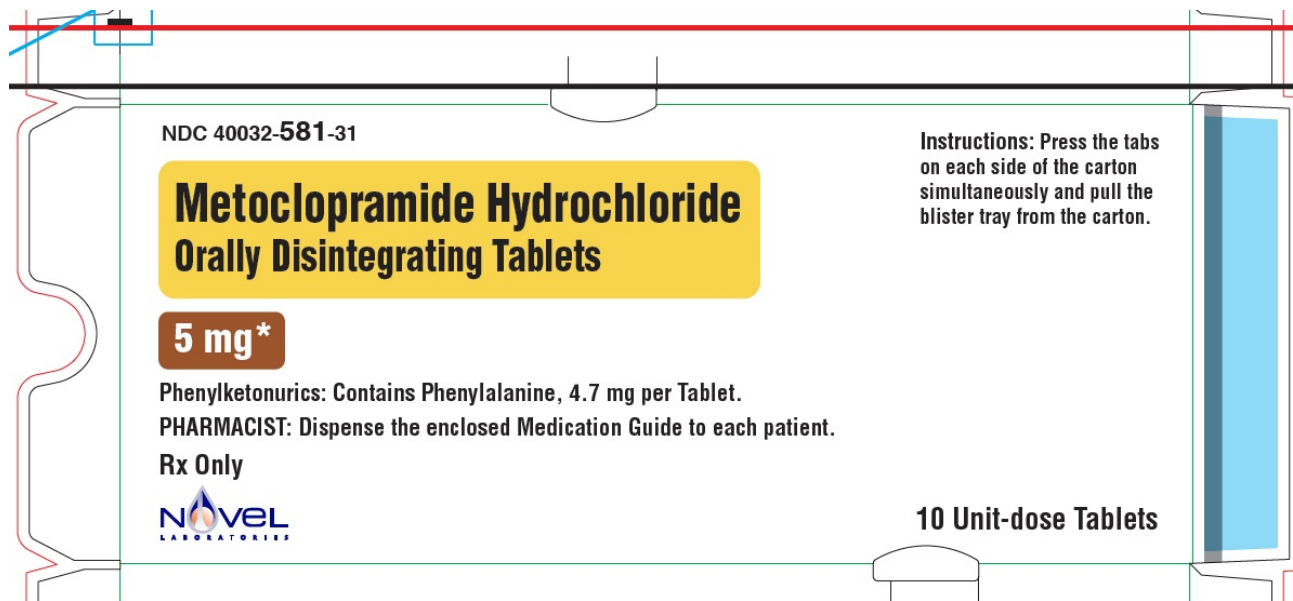 NDC 40032-581-31
Metoclopramide Hydrochloride
Orally Disintegrating Tablets
5 mg*
Phenylketonurics: Contains Phenylalanine, 4.7 mg per Tablet.
PHARMACIST: Dispense the enclosed Medication Guide to each patient.
Rx Only
NOVEL
LABORATORIES
Instructions: Press the tabs
on each side of the carton
simultaneously and pull the
blister tray from the carton.
10 Unit-dose Tablets